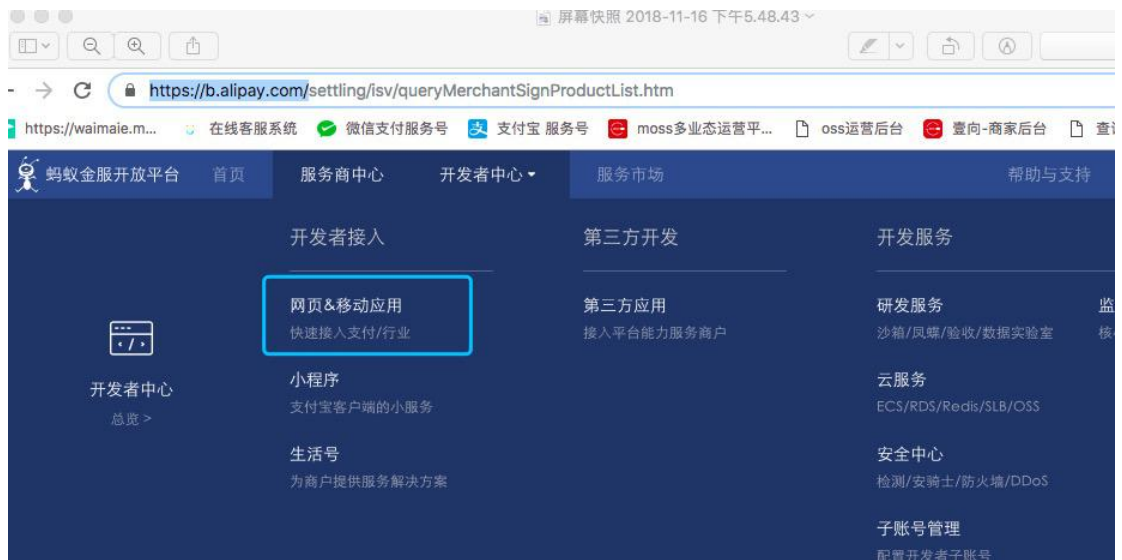 屏幕快照 2018-11-16 下午5.48.43
https://b.alipay.com/settling/isv/queryMerchantSignProductList.htm
https://waimaie.m... 在线客服系统 微信支付服务号 支付宝 服务号 moss多业态运营平... oss运营后台 壹向-商家后台
蚂蚁金服开放平台 首页 服务商中心 开发者中心 服务市场 帮助与支持
开发者接入 第三方开发 开发服务
网页&移动应用 第三方应用 研发服务 监
快速接入支付/行业 接入平台能力服务商户 沙箱/凤蝶/验收/数据实验室
小程序 云服务
开发者中心
支付宝客户端的小服务 ECS/RDS/Redis/SLB/OSS
总览 >
生活号 安全中心
为商户提供服务解决方案 检测/安骑士/防火墙/DDoS
子账号管理
配置开发者子账号